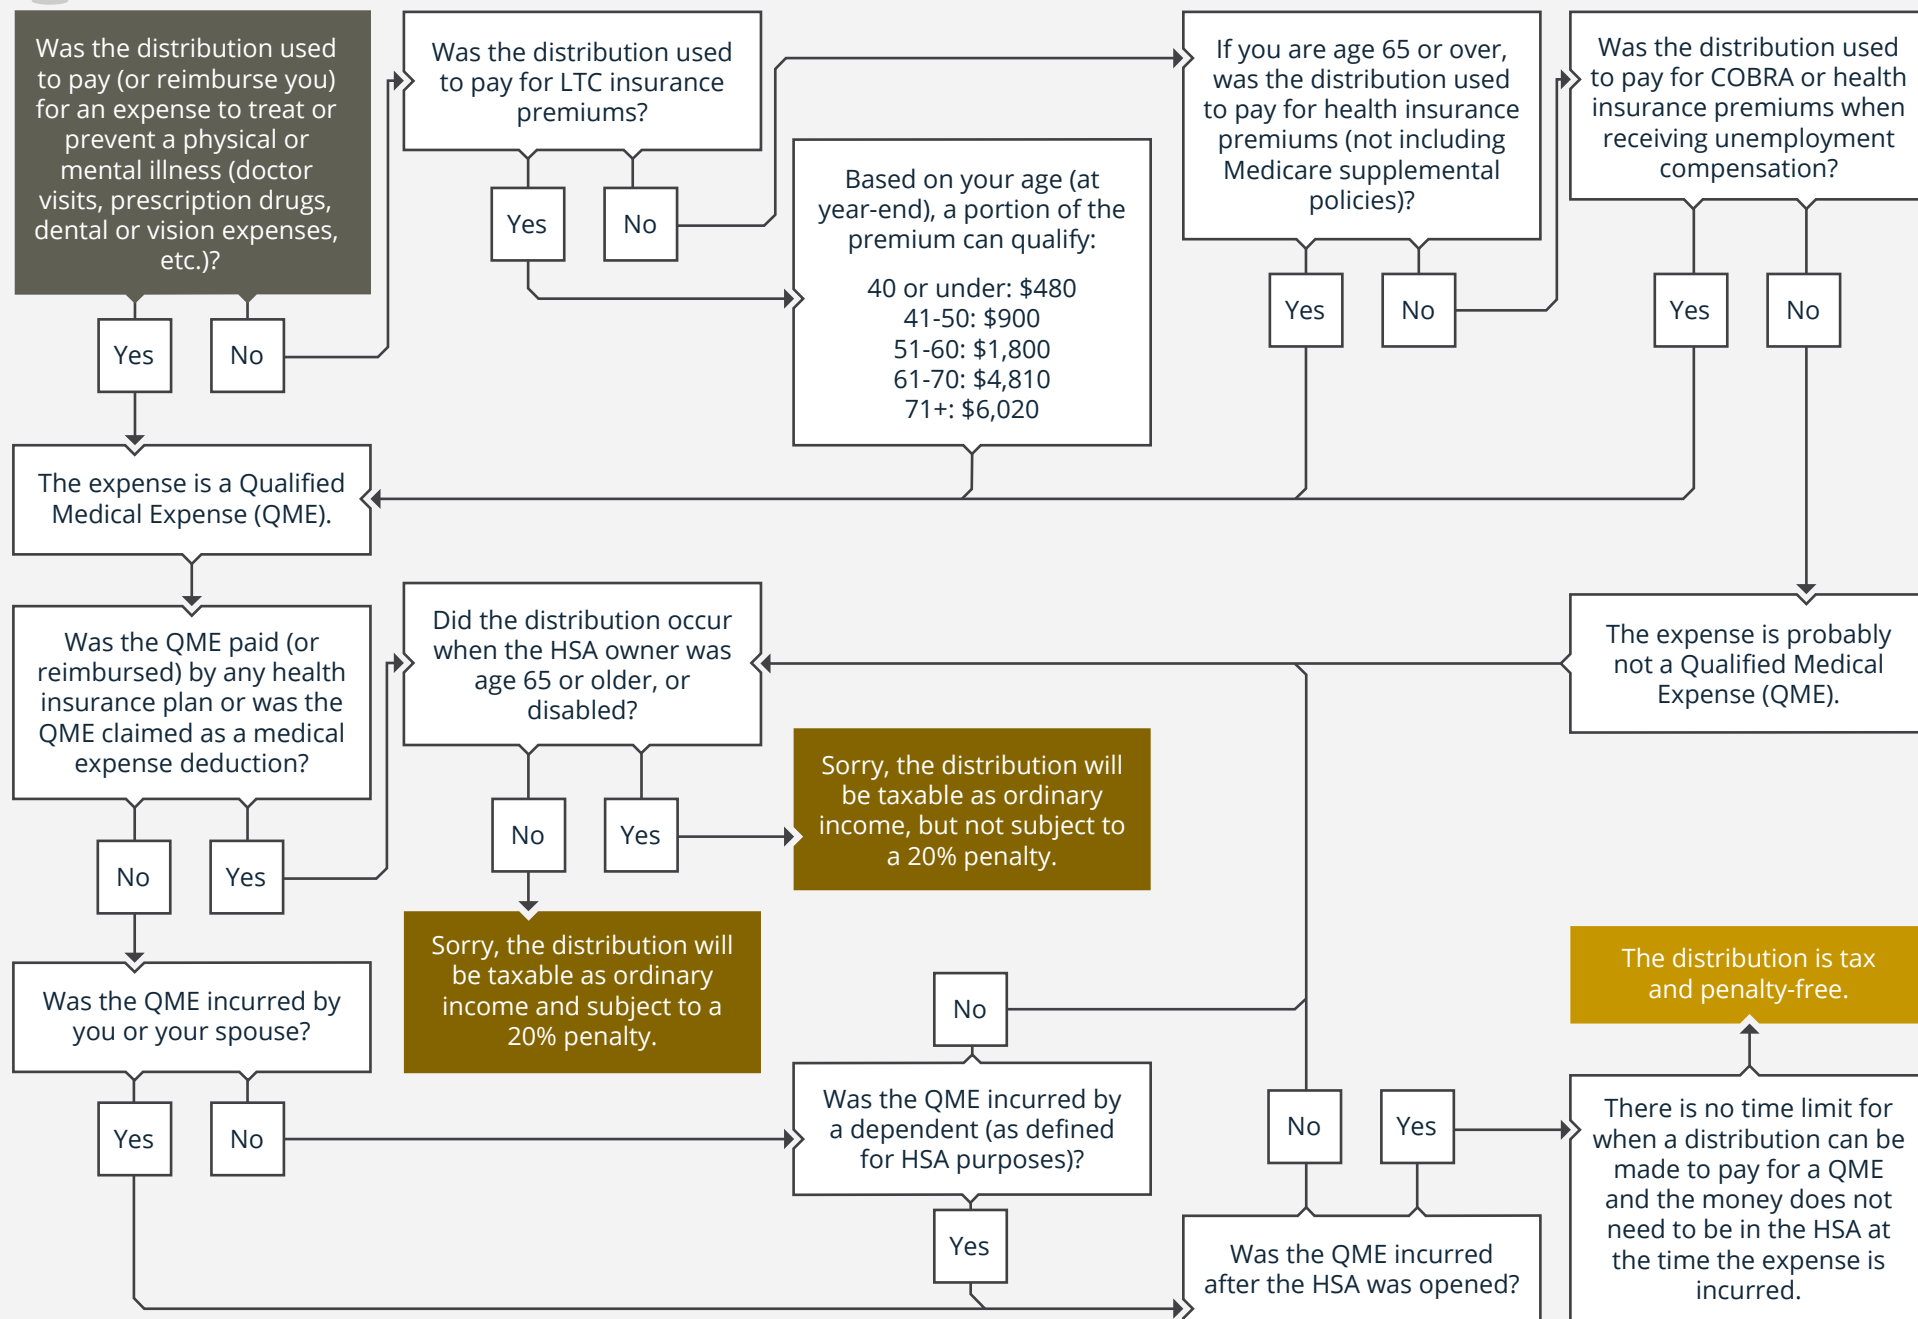 Was the distribution used
to pay (or reimburse you)
for an expense to treat or
prevent a physical or
mental illness (doctor
visits, prescription drugs,
dental or vision expenses,
etc.)?
Yes
No
Was the distribution used
to pay for LTC insurance
premiums?
Yes
No
Based on your age (at
year-end), a portion of the
premium can qualify:
40 or under: $480
41-50: $900
51-60: $1,800
61-70: $4,810
71+: $6,020
If you are age 65 or over,
was the distribution used
to pay for health insurance
premiums (not including
Medicare supplemental
policies)?
Yes
No
Was the distribution used
to pay for COBRA or health
insurance premiums when
receiving unemployment
compensation?
Yes
No
The expense is a Qualified
Medical Expense (QME).
Was the QME paid (or
reimbursed) by any health
insurance plan or was the
QME claimed as a medical
expense deduction?
No
Yes
Did the distribution occur
when the HSA owner was
age 65 or older, or
disabled?
No
Yes
Sorry, the distribution will
be taxable as ordinary
income, but not subject to
a 20% penalty.
Sorry, the distribution will
be taxable as ordinary
income and subject to a
20% penalty.
The expense is probably
not a Qualified Medical
Expense (QME).
Was the QME incurred by
you or your spouse?
Yes
No
No
Was the QME incurred by
a dependent (as defined
for HSA purposes)?
Yes
No
Yes
Was the QME incurred
after the HSA was opened?
The distribution is tax
and penalty-free.
There is no time limit for
when a distribution can be
made to pay for a QME
and the money does not
need to be in the HSA at
the time the expense is
incurred.